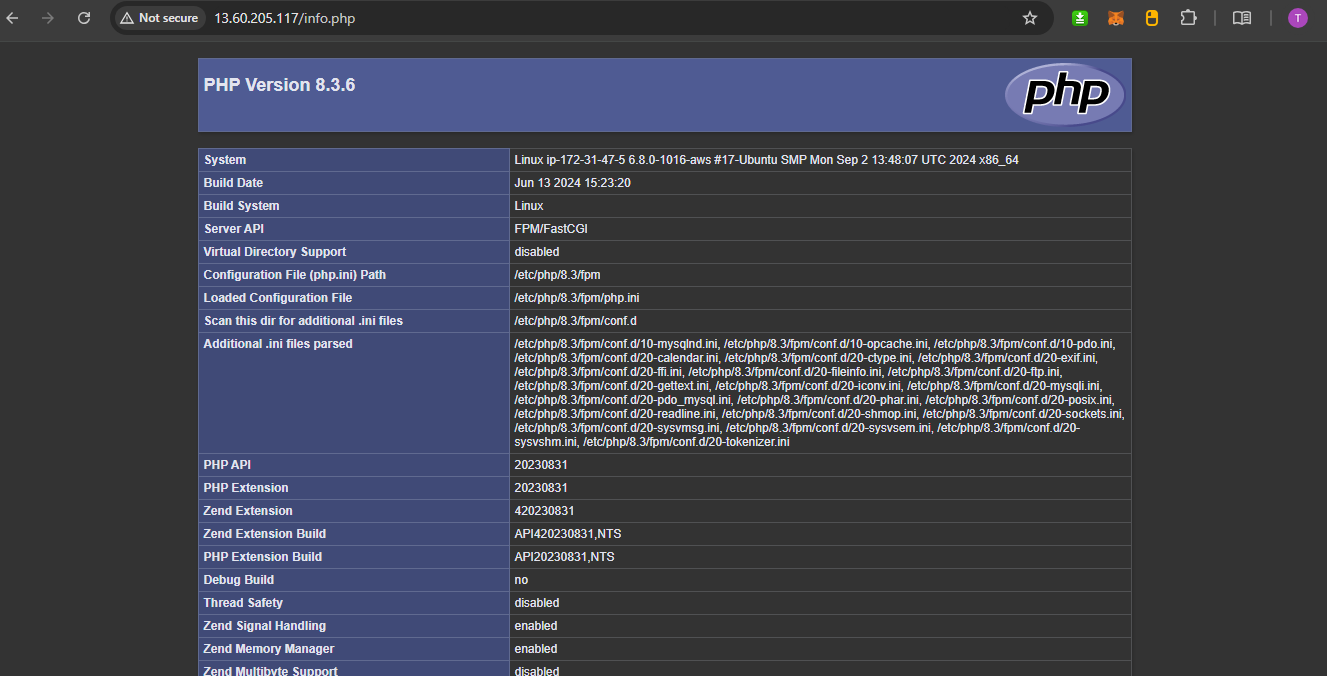 Not secure 13.60.205.117/info.php
T
PHP Version 8.3.6
php
System Linux ip-172-31-47-5 6.8.0-1016-aws #17-Ubuntu SMP Mon Sep 2 13:48:07 UTC 2024 x86_64
Build Date Jun 13 2024 15:23:20
Build System Linux
Server API FPM/FastCGI
Virtual Directory Support disabled
Configuration File (php.ini) Path /etc/php/8.3/fpm
Loaded Configuration File /etc/php/8.3/fpm/php.ini
Scan this dir for additional .ini files /etc/php/8.3/fpm/conf.d
Additional .ini files parsed /etc/php/8.3/fpm/conf.d/10-mysqlnd.ini, /etc/php/8.3/fpm/conf.d/10-opcache.ini, /etc/php/8.3/fpm/conf.d/10-pdo.ini,
/etc/php/8.3/fpm/conf.d/20-calendar.ini, /etc/php/8.3/fpm/conf.d/20-ctype.ini, /etc/php/8.3/fpm/conf.d/20-exif.ini,
/etc/php/8.3/fpm/conf.d/20-ffi.ini, /etc/php/8.3/fpm/conf.d/20-fileinfo.ini, /etc/php/8.3/fpm/conf.d/20-ftp.ini,
/etc/php/8.3/fpm/conf.d/20-gettext.ini, /etc/php/8.3/fpm/conf.d/20-iconv.ini, /etc/php/8.3/fpm/conf.d/20-mysqli.ini,
/etc/php/8.3/fpm/conf.d/20-pdo_mysql.ini, /etc/php/8.3/fpm/conf.d/20-phar.ini, /etc/php/8.3/fpm/conf.d/20-posix.ini,
/etc/php/8.3/fpm/conf.d/20-readline.ini, /etc/php/8.3/fpm/conf.d/20-shmop.ini, /etc/php/8.3/fpm/conf.d/20-sockets.ini,
/etc/php/8.3/fpm/conf.d/20-sysvmsg.ini, /etc/php/8.3/fpm/conf.d/20-sysvsem.ini, /etc/php/8.3/fpm/conf.d/20-
sysvshm.ini, /etc/php/8.3/fpm/conf.d/20-tokenizer.ini
PHP API 20230831
PHP Extension 20230831
Zend Extension 420230831
Zend Extension Build API420230831,NTS
PHP Extension Build API20230831,NTS
Debug Build no
Thread Safety disabled
Zend Signal Handling enabled
Zend Memory Manager enabled
Zend Multibyte Support disabled